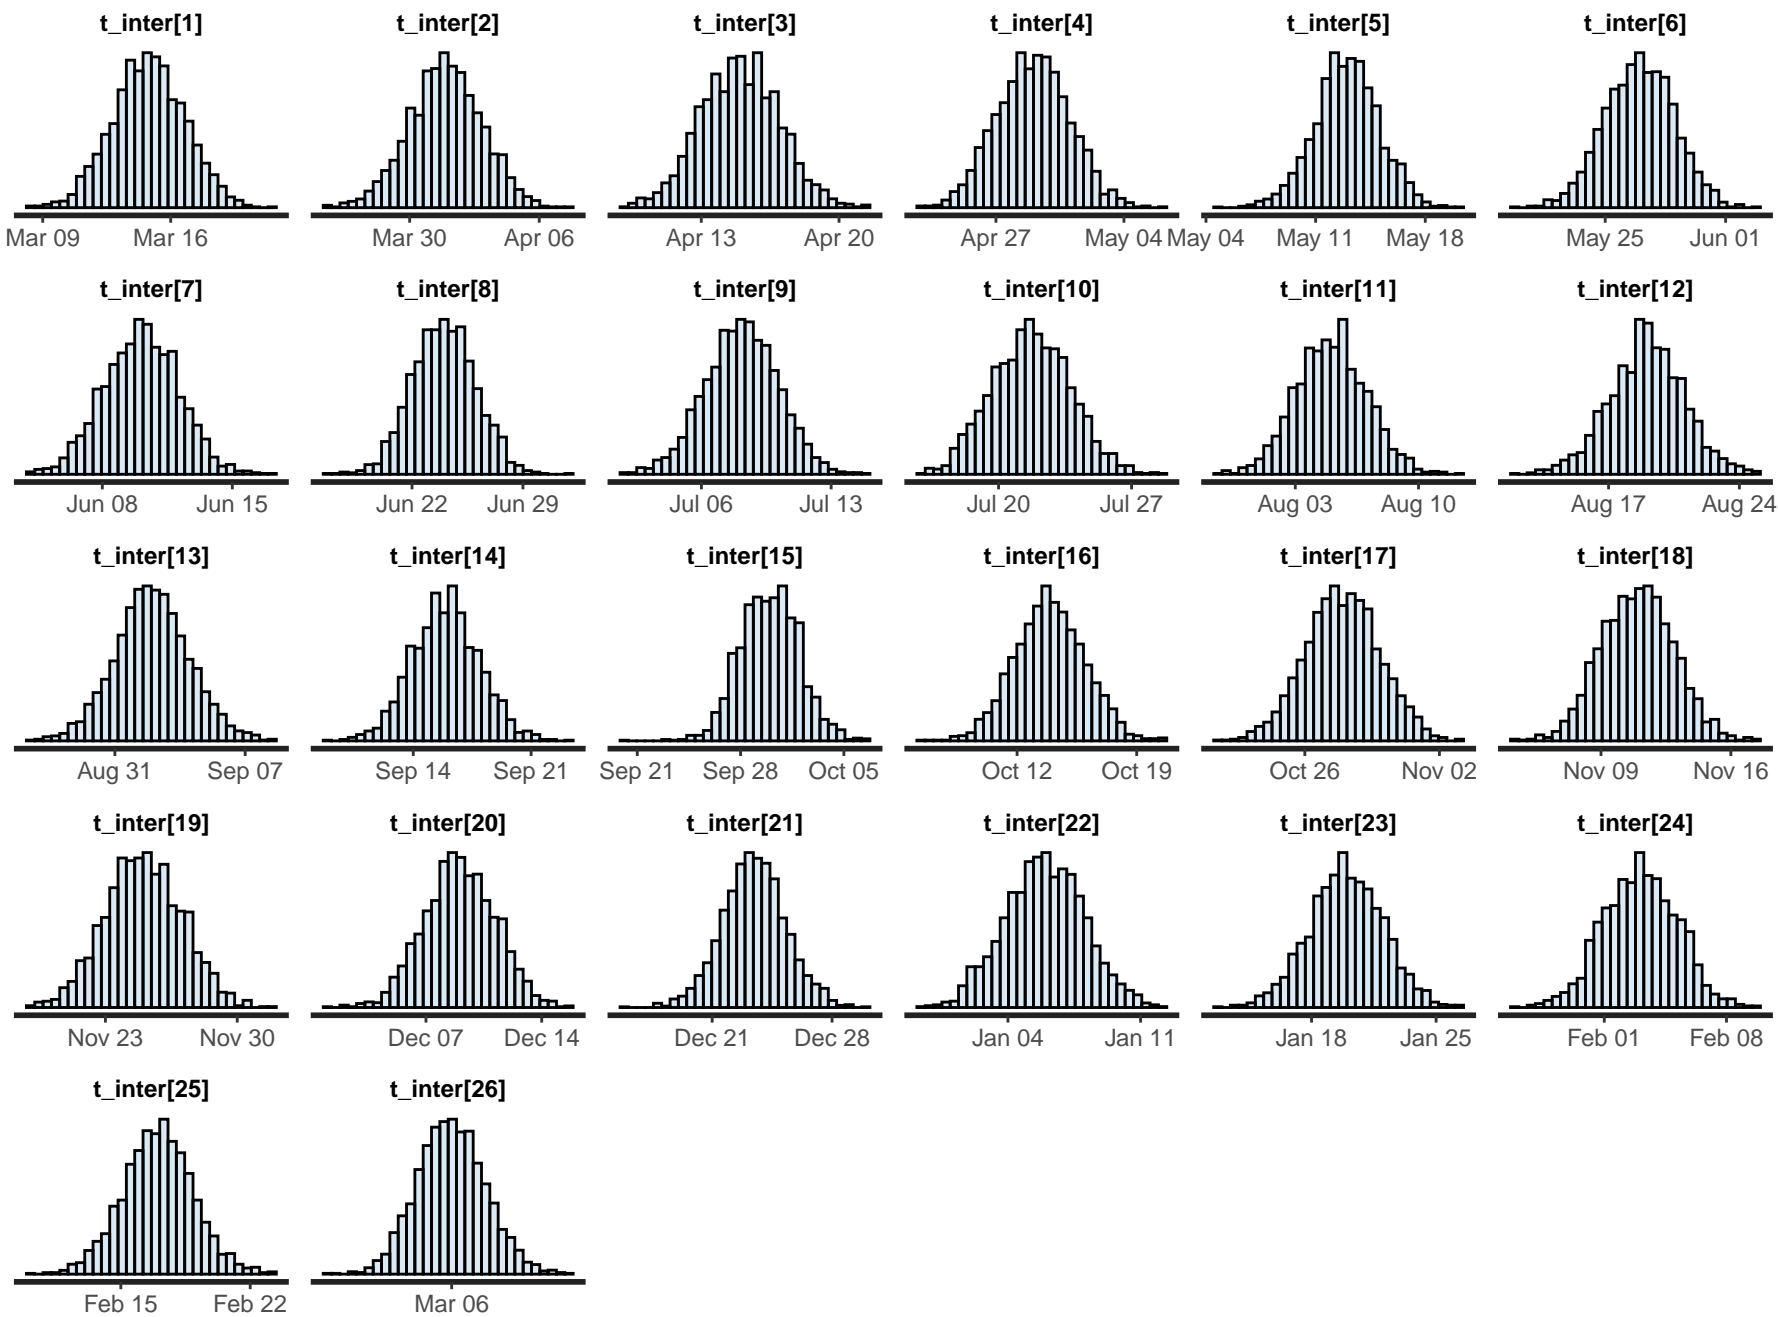 t_inter[1] t_inter[2] t_inter[3] t_inter[4] t_inter[5] t_inter[6]
Mar 09 Mar 16 Mar 30 Apr 06 Apr 13 Apr 20 Apr 27 May 04 May 04 May 11 May 18 May 25 Jun 01
t_inter[7] t_inter[8] t_inter[9] t_inter[10] t_inter[11] t_inter[12]
Jun 08 Jun 15 Jun 22 Jun 29 Jul 06 Jul 13 Jul 20 Jul 27 Aug 03 Aug 10 Aug 17 Aug 24
t_inter[13] t_inter[14] t_inter[15] t_inter[16] t_inter[17] t_inter[18]
Aug 31 Sep 07 Sep 14 Sep 21 Sep 21 Sep 28 Oct 05 Oct 12 Oct 19 Oct 26 Nov 02 Nov 09 Nov 16
t_inter[19] t_inter[20] t_inter[21] t_inter[22] t_inter[23] t_inter[24]
Nov 23 Nov 30 Dec 07 Dec 14 Dec 21 Dec 28 Jan 04 Jan 11 Jan 18 Jan 25 Feb 01 Feb 08
t_inter[25] t_inter[26]
Feb 15 Feb 22 Mar 06